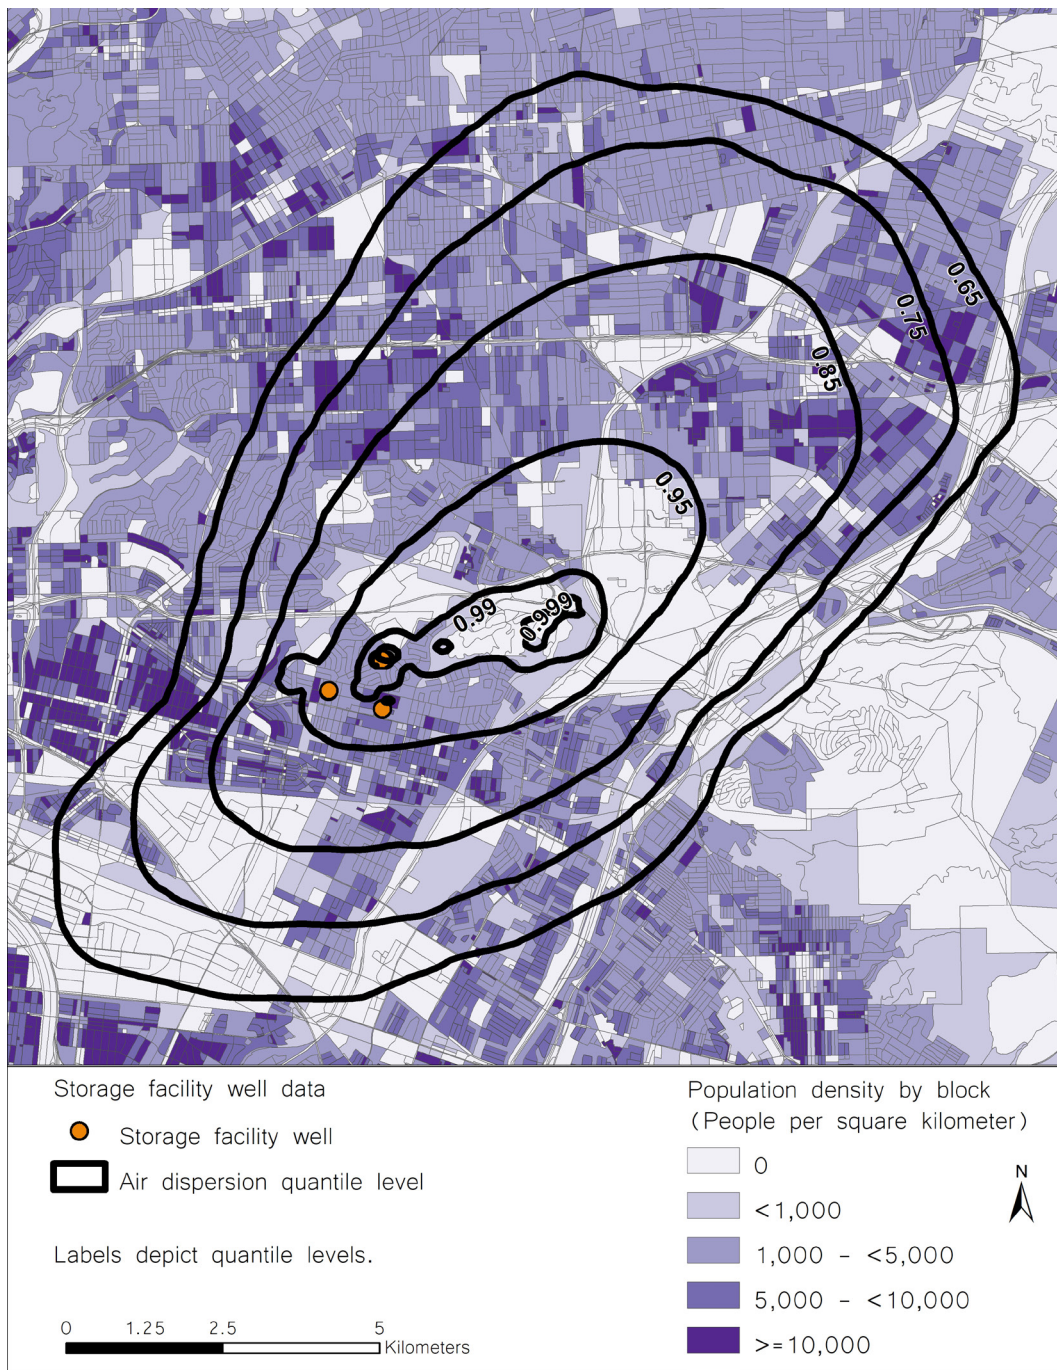 0.65
0.75
0.85
0.95
0.99
0.999
Storage facility well data
Storage facility well
Air dispersion quantile level
Labels depict quantile levels.
0 1.25 2.5 5
Kilometers
Population density by block
(People per square kilometer)
0
<1,000
1,000 - <5,000
5,000 - <10,000
>=10,000
N